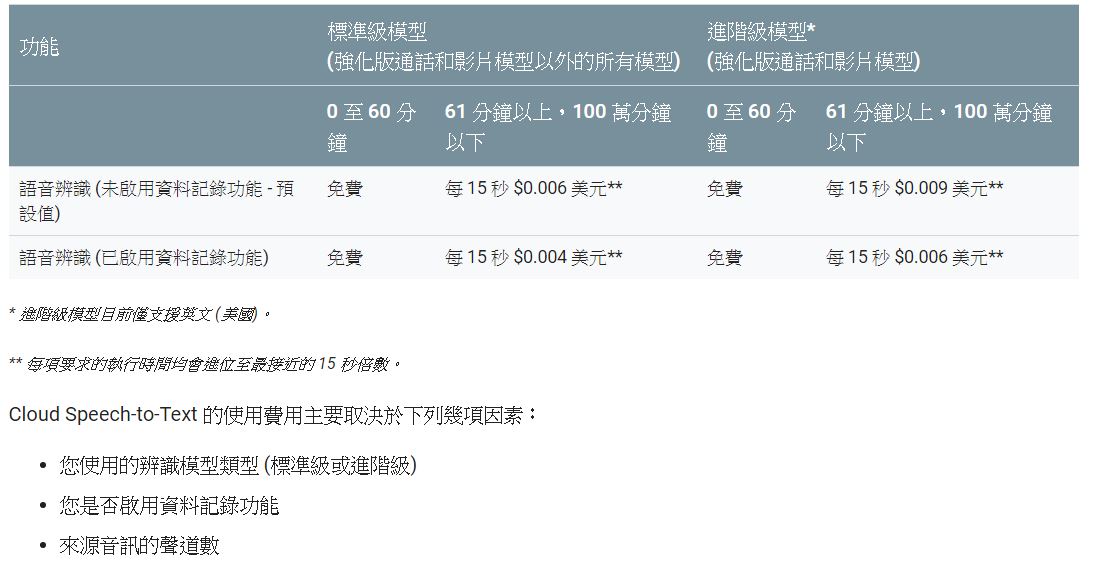 功能
標準級模型
(強化版通話和影片模型以外的所有模型)
進階級模型*
(強化版通話和影片模型)
0 至 60 分
鐘
61 分鐘以上，100 萬分鐘
以下
0 至 60 分
鐘
61 分鐘以上，100 萬分鐘
以下
語音辨識 (未啟用資料記錄功能 - 預
設值)
免費
每 15 秒 $0.006 美元**
免費
每 15 秒 $0.009 美元**
語音辨識 (已啟用資料記錄功能)
免費
每 15 秒 $0.004 美元**
免費
每 15 秒 $0.006 美元**
* 進階級模型目前僅支援英文 (美國)。
** 每項要求的執行時間均會進位至最接近的 15 秒倍數。
Cloud Speech-to-Text 的使用費用主要取決於下列幾項因素：
• 您使用的辨識模型類型 (標準級或進階級)
• 您是否啟用資料記錄功能
• 來源音訊的聲道數